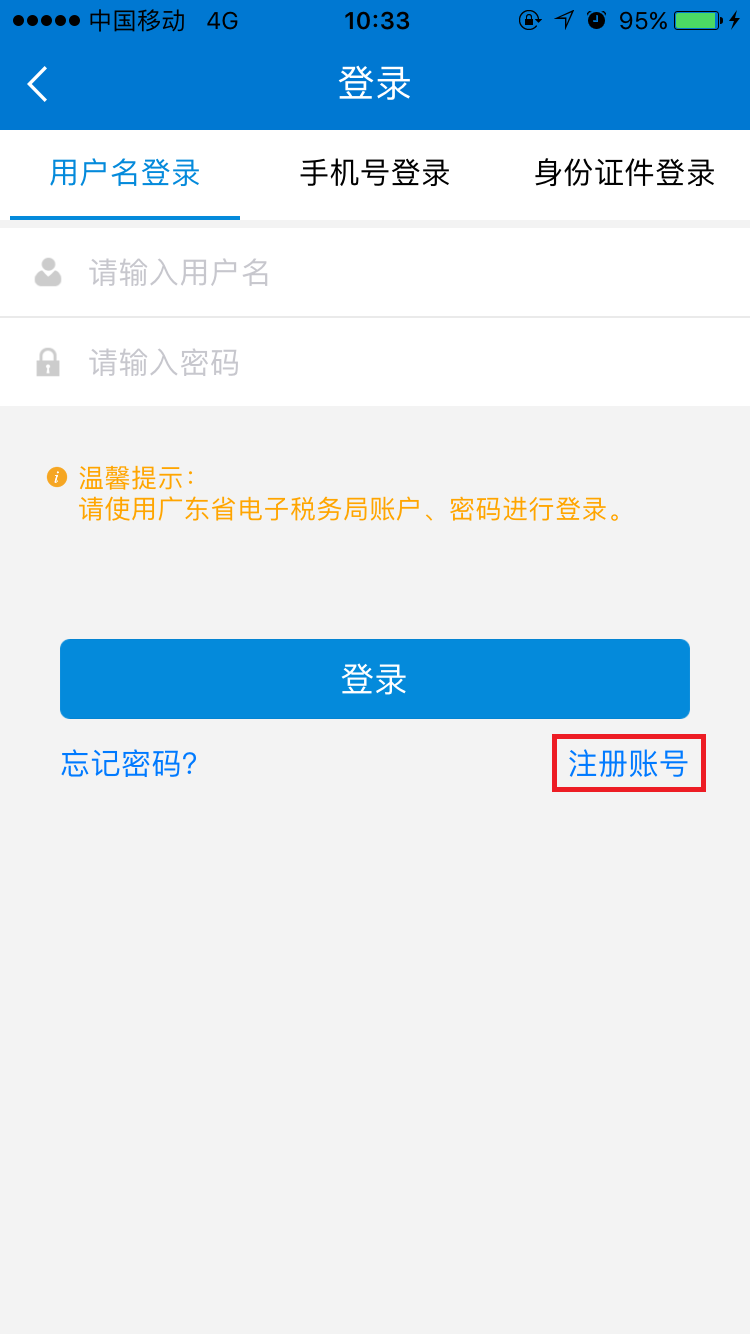 中国移动 4G 10:33 95%
登录
用户名登录 手机号登录 身份证件登录
请输入用户名
请输入密码
温馨提示：
请使用广东省电子税务局账户、密码进行登录。
登录
忘记密码? 注册账号